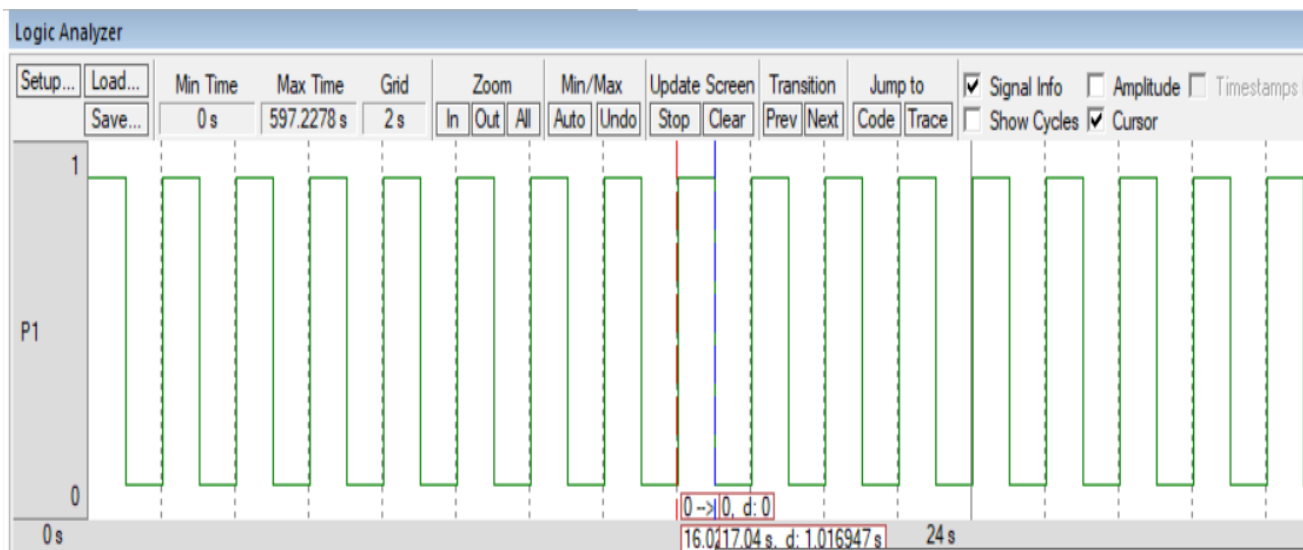 Logic Analyzer
Setup... Load... Min Time Max Time Grid Zoom Min/Max Update Screen Transition Jump to Signal Info Amplitude Timestamps
Save... 0 s 597.2278 s 2 s In Out All Auto Undo Stop Clear Prev Next Code Trace Show Cycles Cursor
1
P1
0
0 --> 0, d: 0
0 s 17.04 s, d: 1.016947 s 24 s